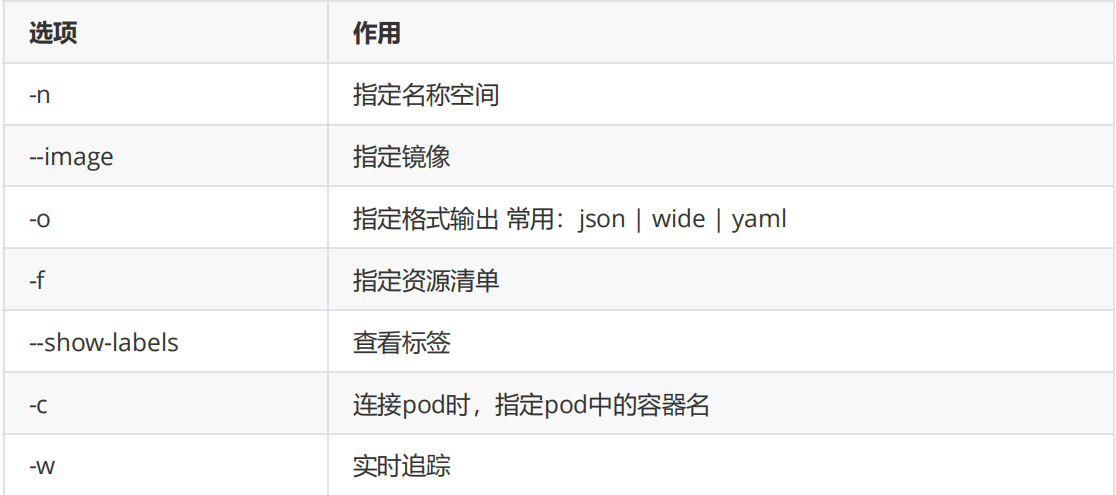 选项 作用
-n 指定名称空间
--image 指定镜像
-o 指定格式输出 常用：json | wide | yaml
-f 指定资源清单
--show-labels 查看标签
-c 连接pod时，指定pod中的容器名
-w 实时追踪